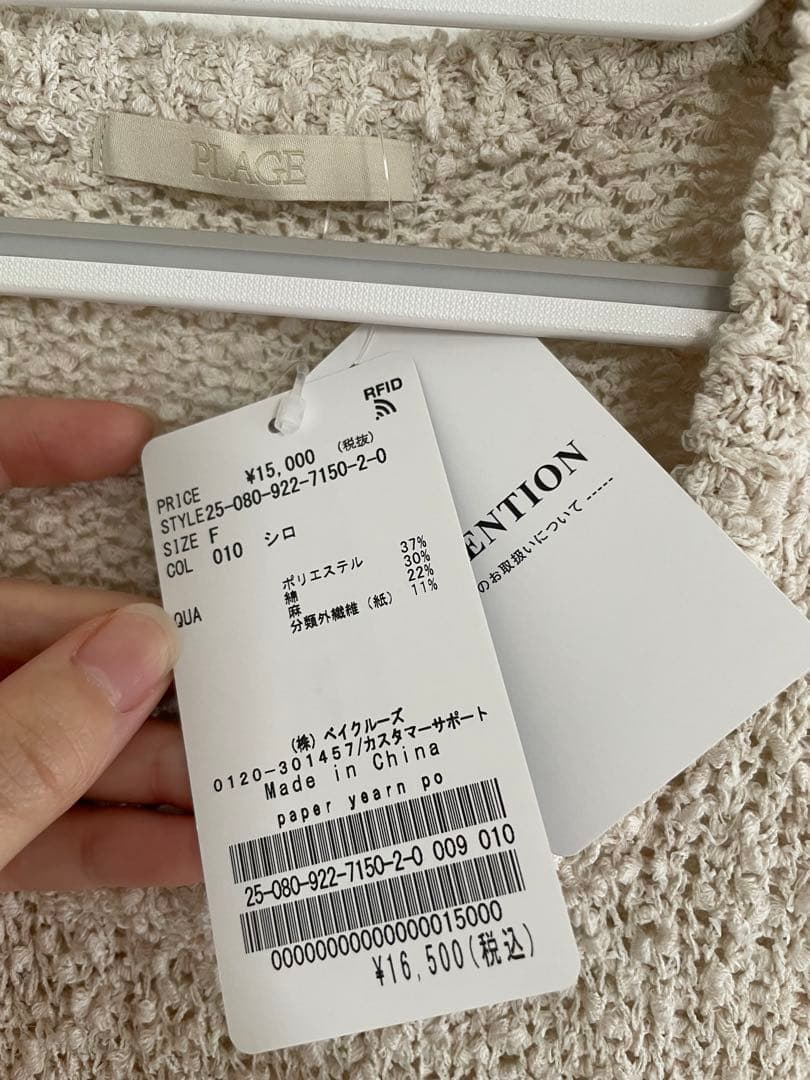 PLAGE
RFID
PRICE ¥15,000 (税抜)
STYLE25-080-922-7150-2-0
SIZE F
COL 010 シロ
QUA ポリエステル 37%
綿 30%
麻 22%
分類外繊維(紙) 11%
(株)ベイクルーズ
0120-301457/カスタマーサポート
Made in China
paper yearn po
25-080-922-7150-2-0 009 010
0000000000000015000
¥16,500(税込)
ENTION
のお取扱いについて -----